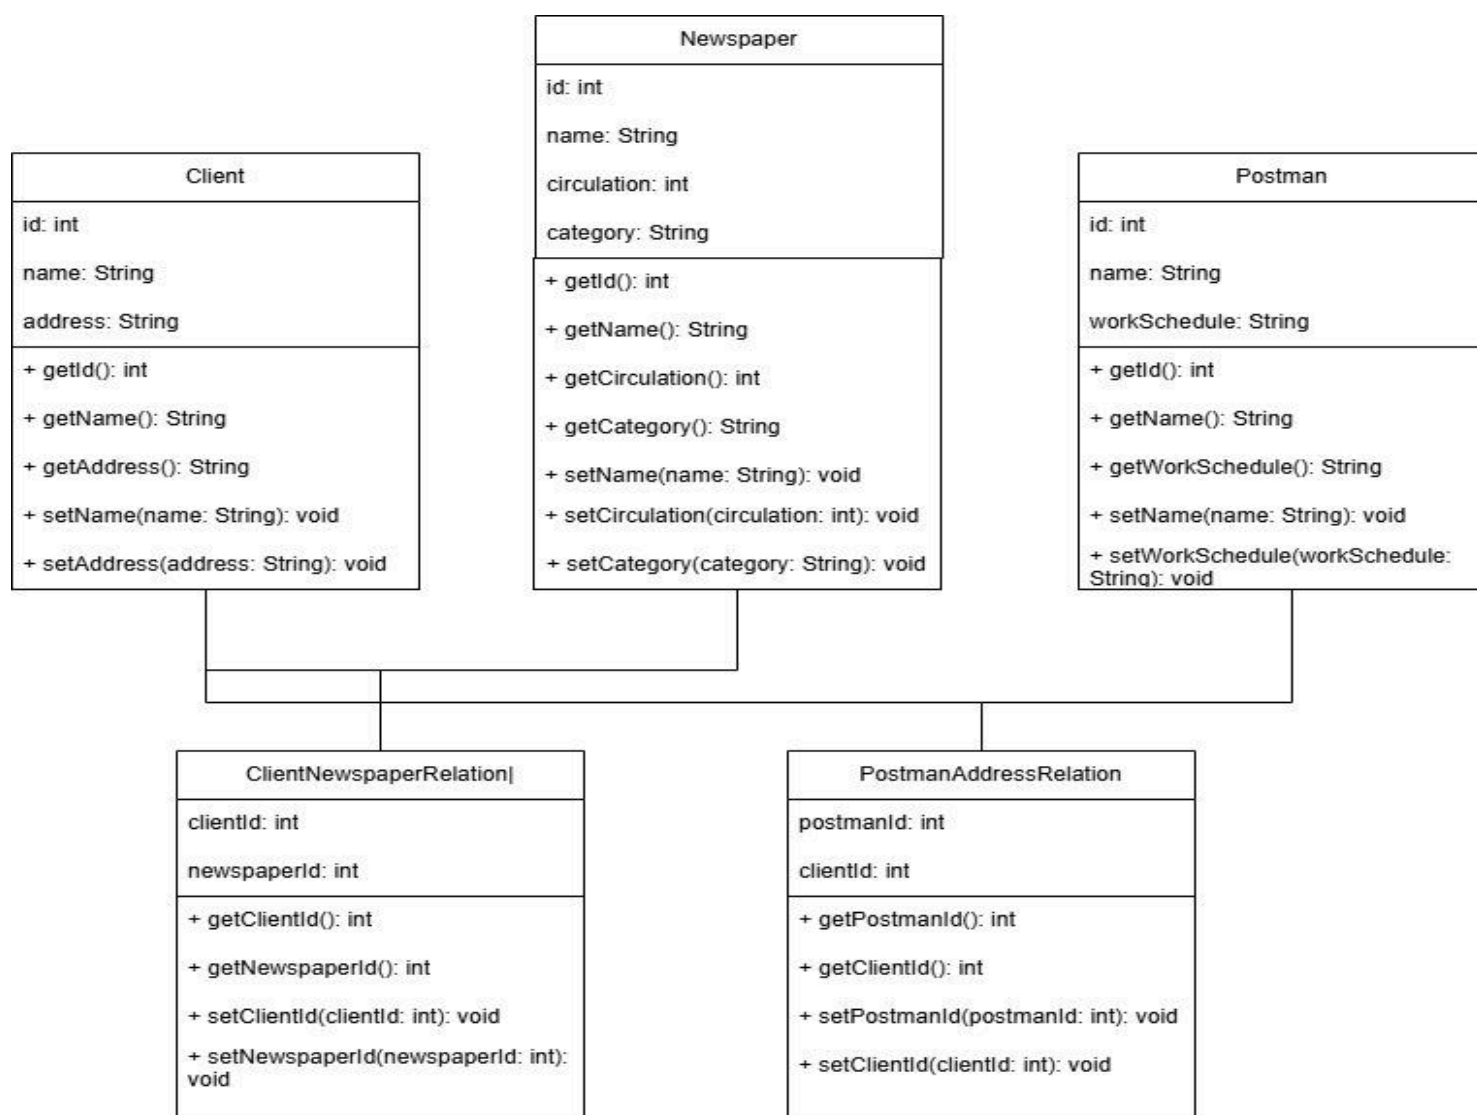 Newspaper
id: int
name: String
circulation: int
category: String
+ getId(): int
+ getName(): String
+ getCirculation(): int
+ getCategory(): String
+ setName(name: String): void
+ setCirculation(circulation: int): void
+ setCategory(category: String): void
Client
id: int
name: String
address: String
+ getId(): int
+ getName(): String
+ getAddress(): String
+ setName(name: String): void
+ setAddress(address: String): void
Postman
id: int
name: String
workSchedule: String
+ getId(): int
+ getName(): String
+ getWorkSchedule(): String
+ setName(name: String): void
+ setWorkSchedule(workSchedule:
String): void
ClientNewspaperRelation|
clientId: int
newspaperId: int
+ getClientId(): int
+ getNewspaperId(): int
+ setClientId(clientId: int): void
+ setNewspaperId(newspaperId: int):
void
PostmanAddressRelation
postmanId: int
clientId: int
+ getPostmanId(): int
+ getClientId(): int
+ setPostmanId(postmanId: int): void
+ setClientId(clientId: int): void